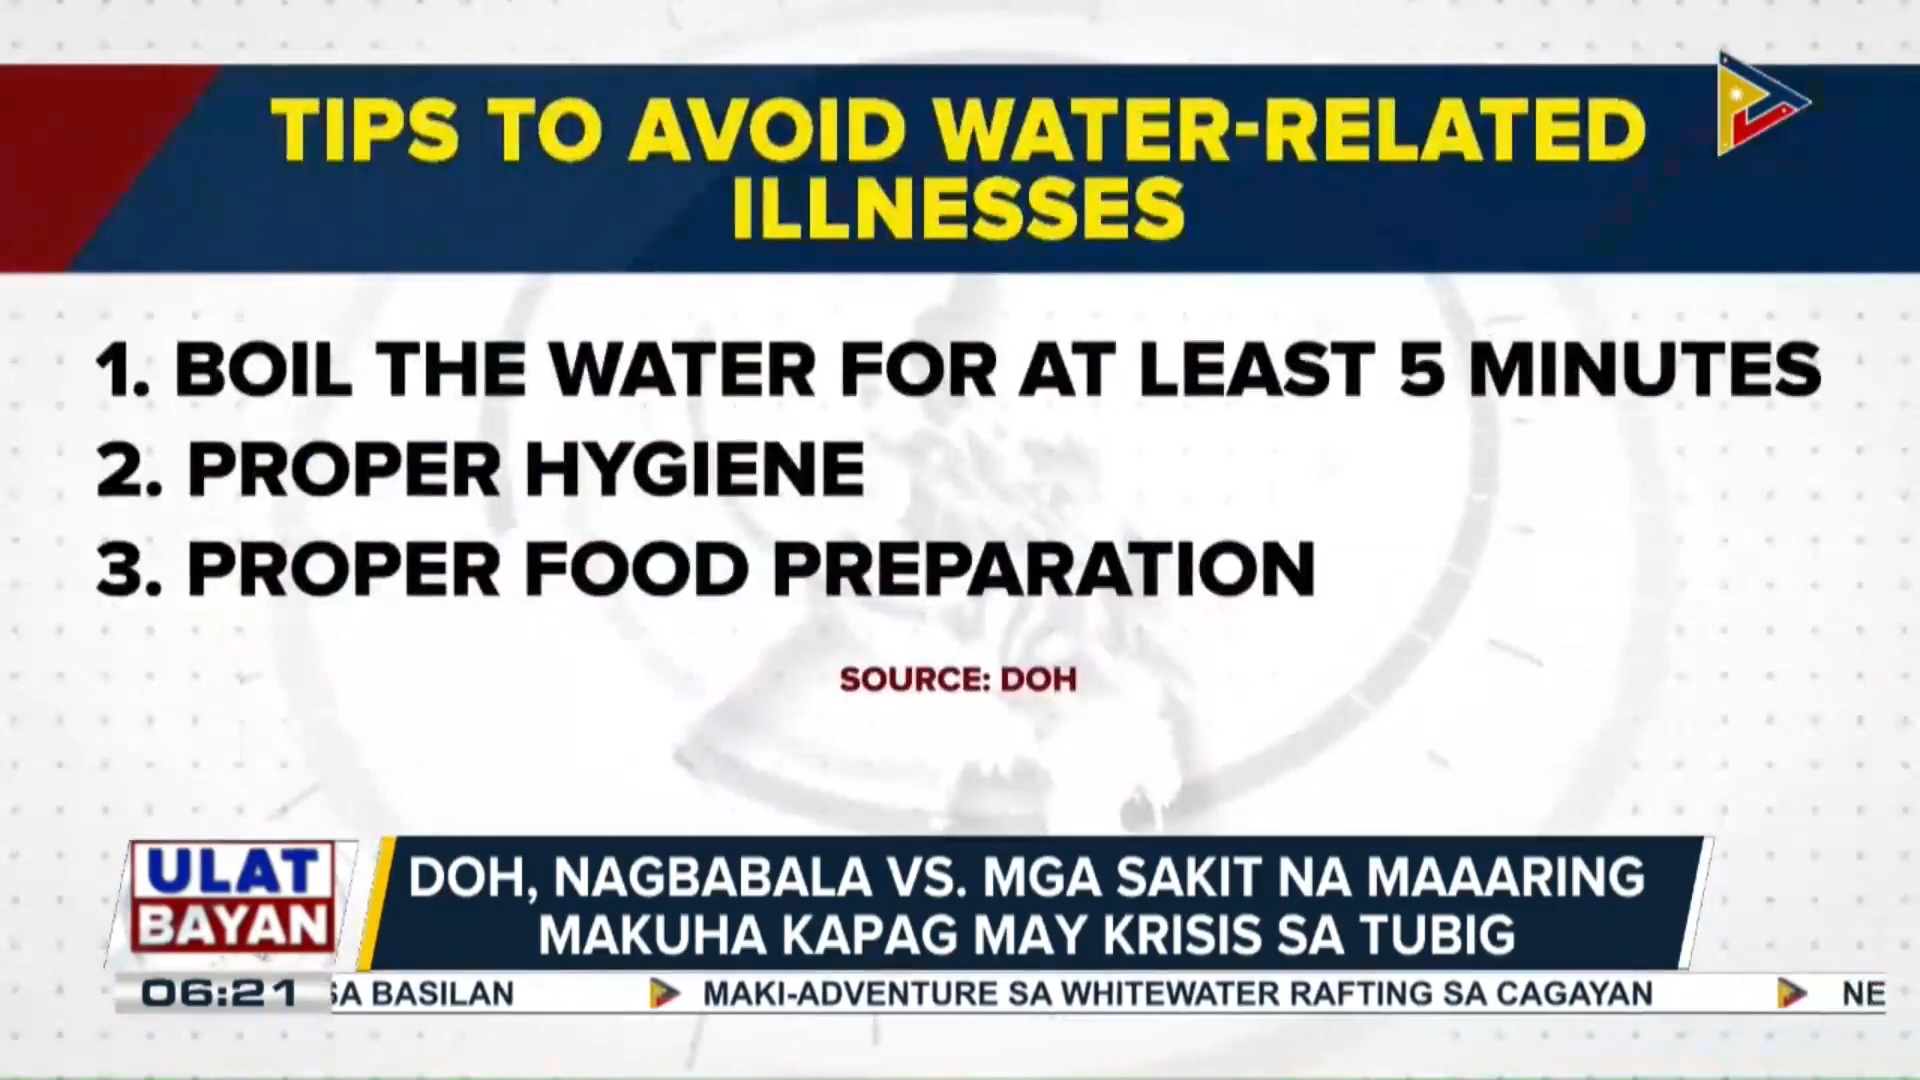 TIPS TO AVOID WATER-RELATED
ILLNESSES
1. BOIL THE WATER FOR AT LEAST 5 MINUTES
2. PROPER HYGIENE
3. PROPER FOOD PREPARATION
SOURCE: DOH
ULAT
BAYAN
DOH, NAGBABALA VS. MGA SAKIT NA MAAARING
MAKUHA KAPAG MAY KRISIS SA TUBIG
06:21
SA BASILAN MAKI-ADVENTURE SA WHITEWATER RAFTING SA CAGAYAN NE